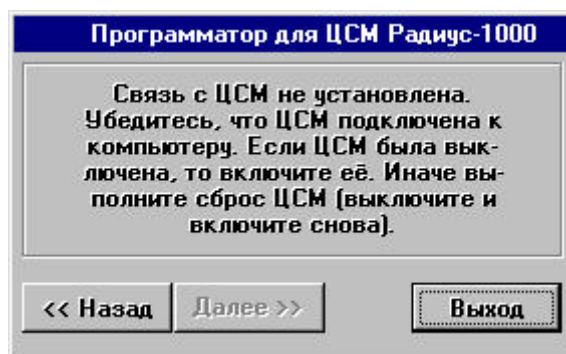 Программатор для ЦСМ Радиус-1000
Связь с ЦСМ не установлена.
Убедитесь, что ЦСМ подключена к
компьютеру. Если ЦСМ была вык-
лючена, то включите её. Иначе вы-
полните сброс ЦСМ (выключите и
включите снова).
<< Назад Далее >> Выход